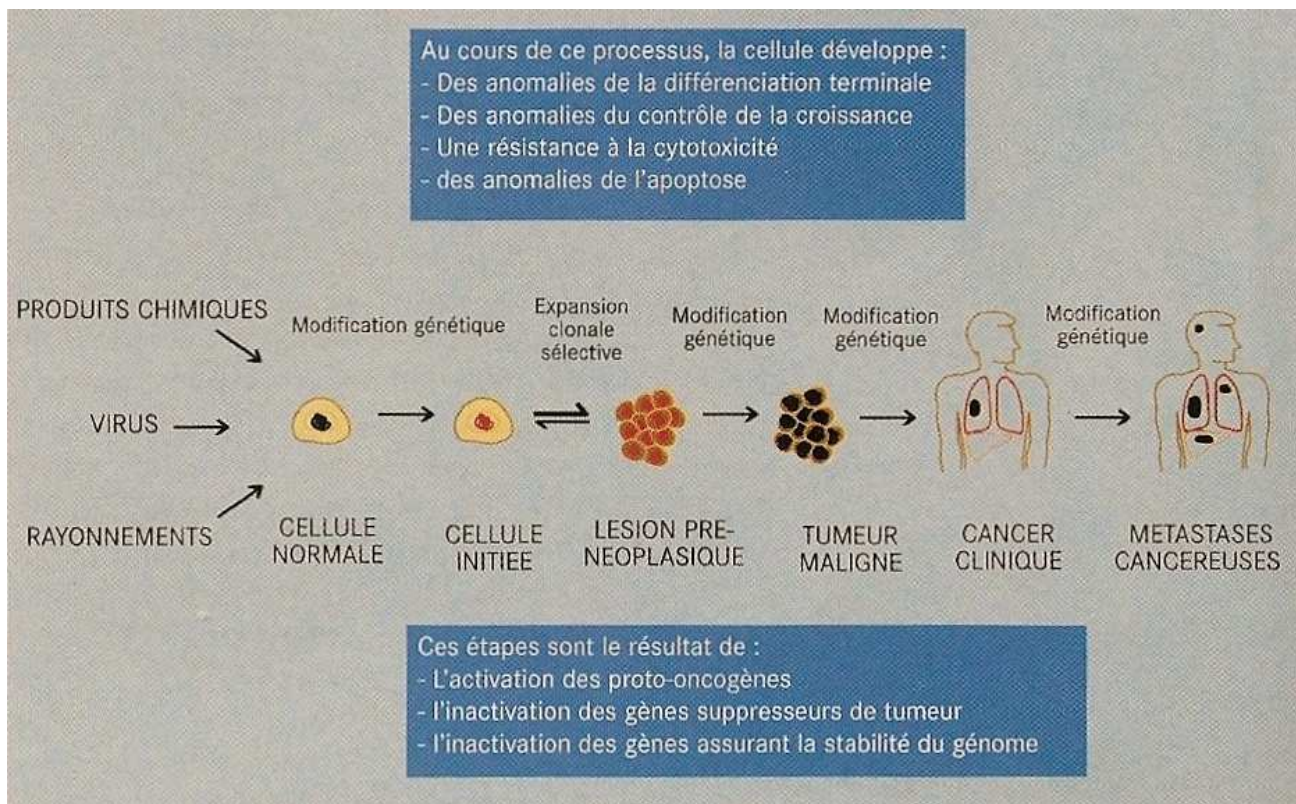 Au cours de ce processus, la cellule développe :
- Des anomalies de la différenciation terminale
- Des anomalies du contrôle de la croissance
- Une résistance à la cytotoxicité
- des anomalies de l'apoptose
PRODUITS CHIMIQUES
VIRUS
RAYONNEMENTS
Modification génétique
Expansion
clonale
sélective
Modification
génétique
Modification
génétique
Modification
génétique
CELLULE
NORMALE
CELLULE
INITIEE
LESION PRE-
NEOPLASIQUE
TUMEUR
MALIGNE
CANCER
CLINIQUE
METASTASES
CANCEREUSES
Ces étapes sont le résultat de :
- L'activation des proto-oncogènes
- l'inactivation des gènes suppresseurs de tumeur
- l'inactivation des gènes assurant la stabilité du génome